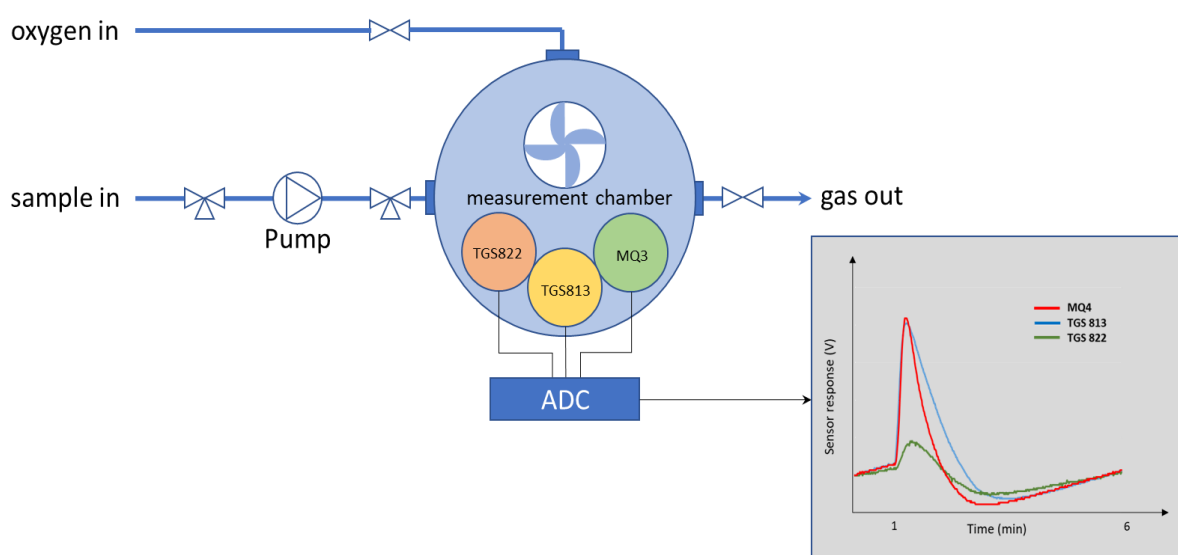 oxygen in
sample in
Pump
measurement chamber
gas out
TGS822
TGS813
MQ3
ADC
MQ4
TGS 813
TGS 822
Sensor response (V)
1
Time (min)
6